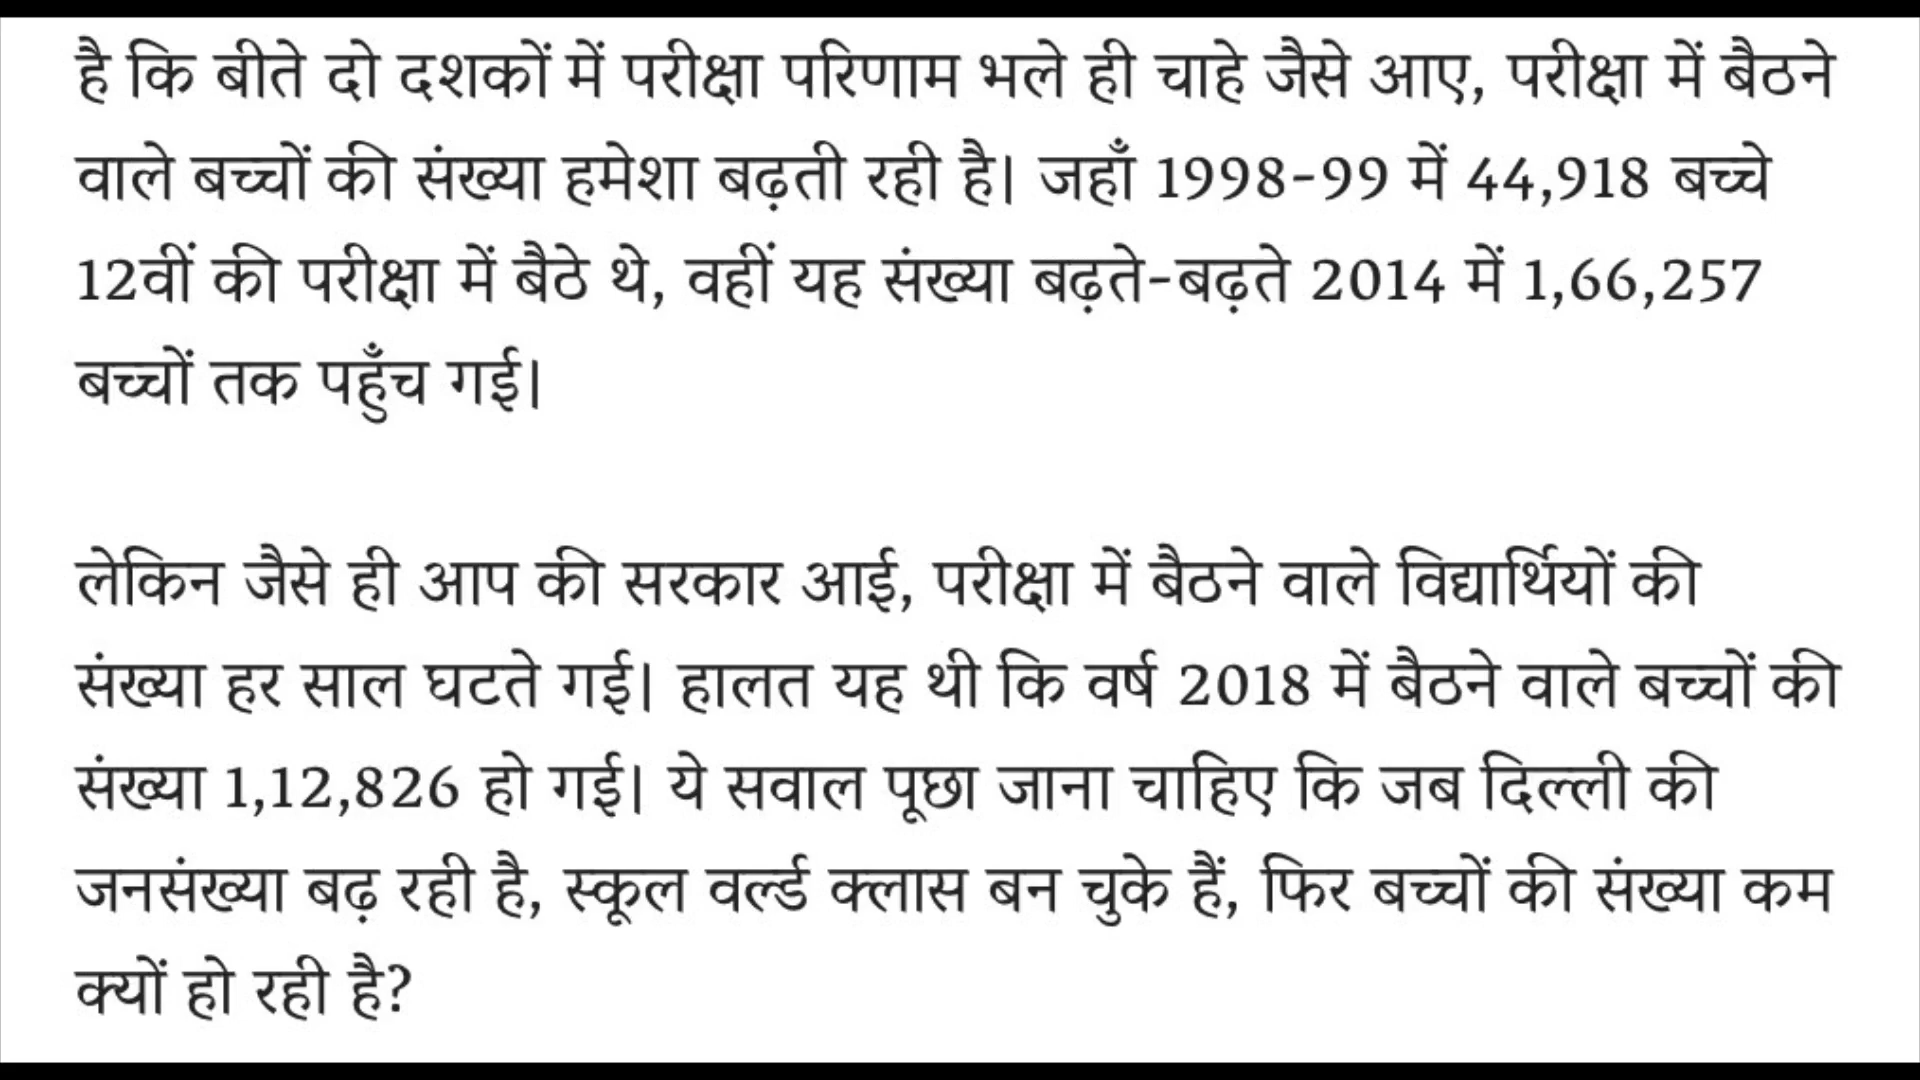 है कि बीते दो दशकों में परीक्षा परिणाम भले ही चाहे जैसे आए, परीक्षा में बैठने
वाले बच्चों की संख्या हमेशा बढ़ती रही है। जहाँ 1998-99 में 44,918 बच्चे
12वीं की परीक्षा में बैठे थे, वहीं यह संख्या बढ़ते-बढ़ते 2014 में 1,66,257
बच्चों तक पहुँच गई।
लेकिन जैसे ही आप की सरकार आई, परीक्षा में बैठने वाले विद्यार्थियों की
संख्या हर साल घटते गई। हालत यह थी कि वर्ष 2018 में बैठने वाले बच्चों की
संख्या 1,12,826 हो गई। ये सवाल पूछा जाना चाहिए कि जब दिल्ली की
जनसंख्या बढ़ रही है, स्कूल वर्ल्ड क्लास बन चुके हैं, फिर बच्चों की संख्या कम
क्यों हो रही है?